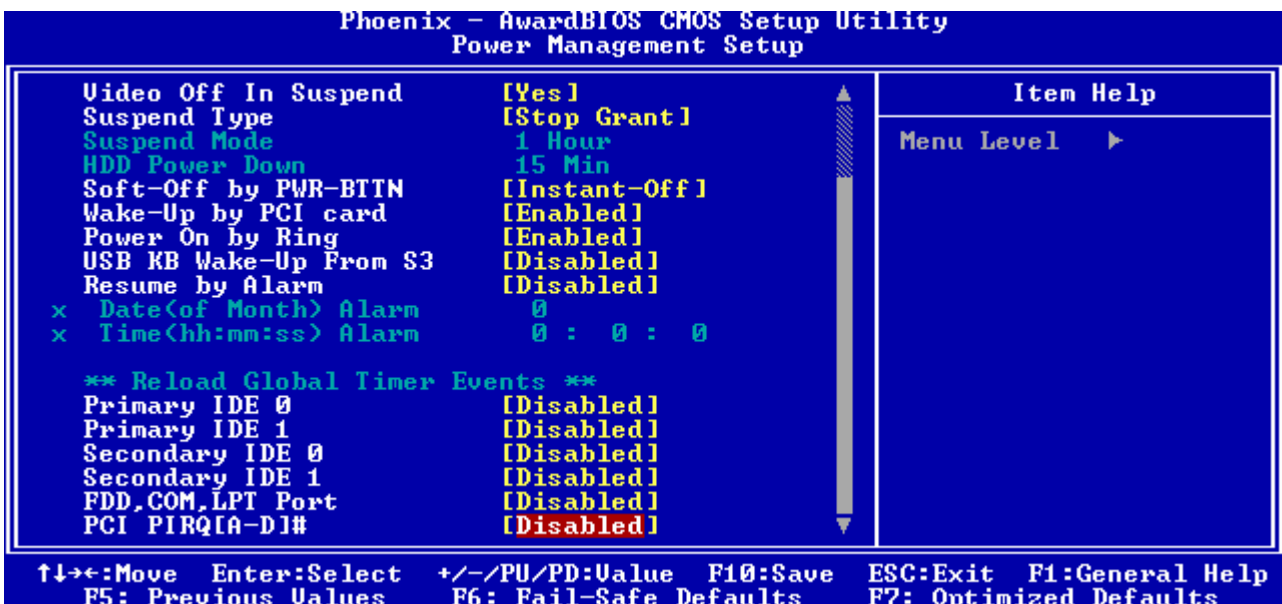 Phoenix - AwardBIOS CMOS Setup Utility
Power Management Setup
Video Off In Suspend [Yes]
Suspend Type [Stop Grant]
Suspend Mode 1 Hour
HDD Power Down 15 Min
Soft-Off by PWR-BTTN [Instant-Off]
Wake-Up by PCI card [Enabled]
Power On by Ring [Enabled]
USB KB Wake-Up From S3 [Disabled]
Resume by Alarm [Disabled]
x Date(of Month) Alarm 0
x Time(hh:mm:ss) Alarm 0 : 0 : 0
** Reload Global Timer Events **
Primary IDE 0 [Disabled]
Primary IDE 1 [Disabled]
Secondary IDE 0 [Disabled]
Secondary IDE 1 [Disabled]
FDD,COM,LPT Port [Disabled]
PCI PIRQ[A-D]# [Disabled]
Item Help
Menu Level ►
↑↓→←:Move Enter:Select +/-/PU/PD:Value F10:Save ESC:Exit F1:General Help
F5: Previous Values F6: Fail-Safe Defaults F7: Optimized Defaults